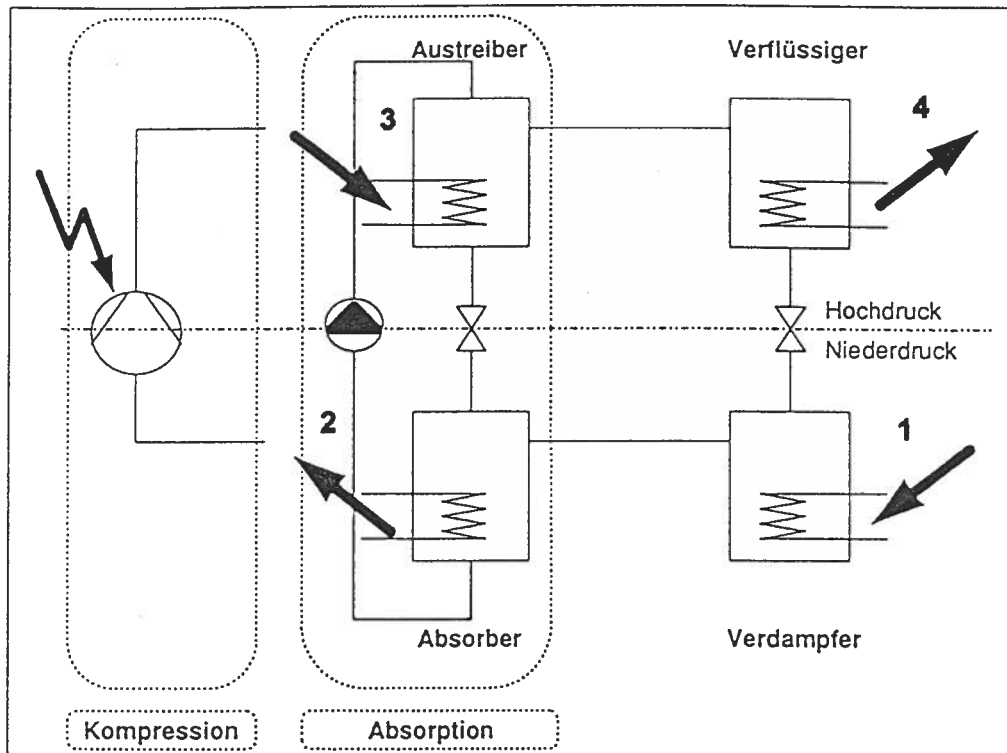 Austreiber
Verflüssiger
3
4
Hochdruck
Niederdruck
2
1
Absorber
Verdampfer
Kompression
Absorption